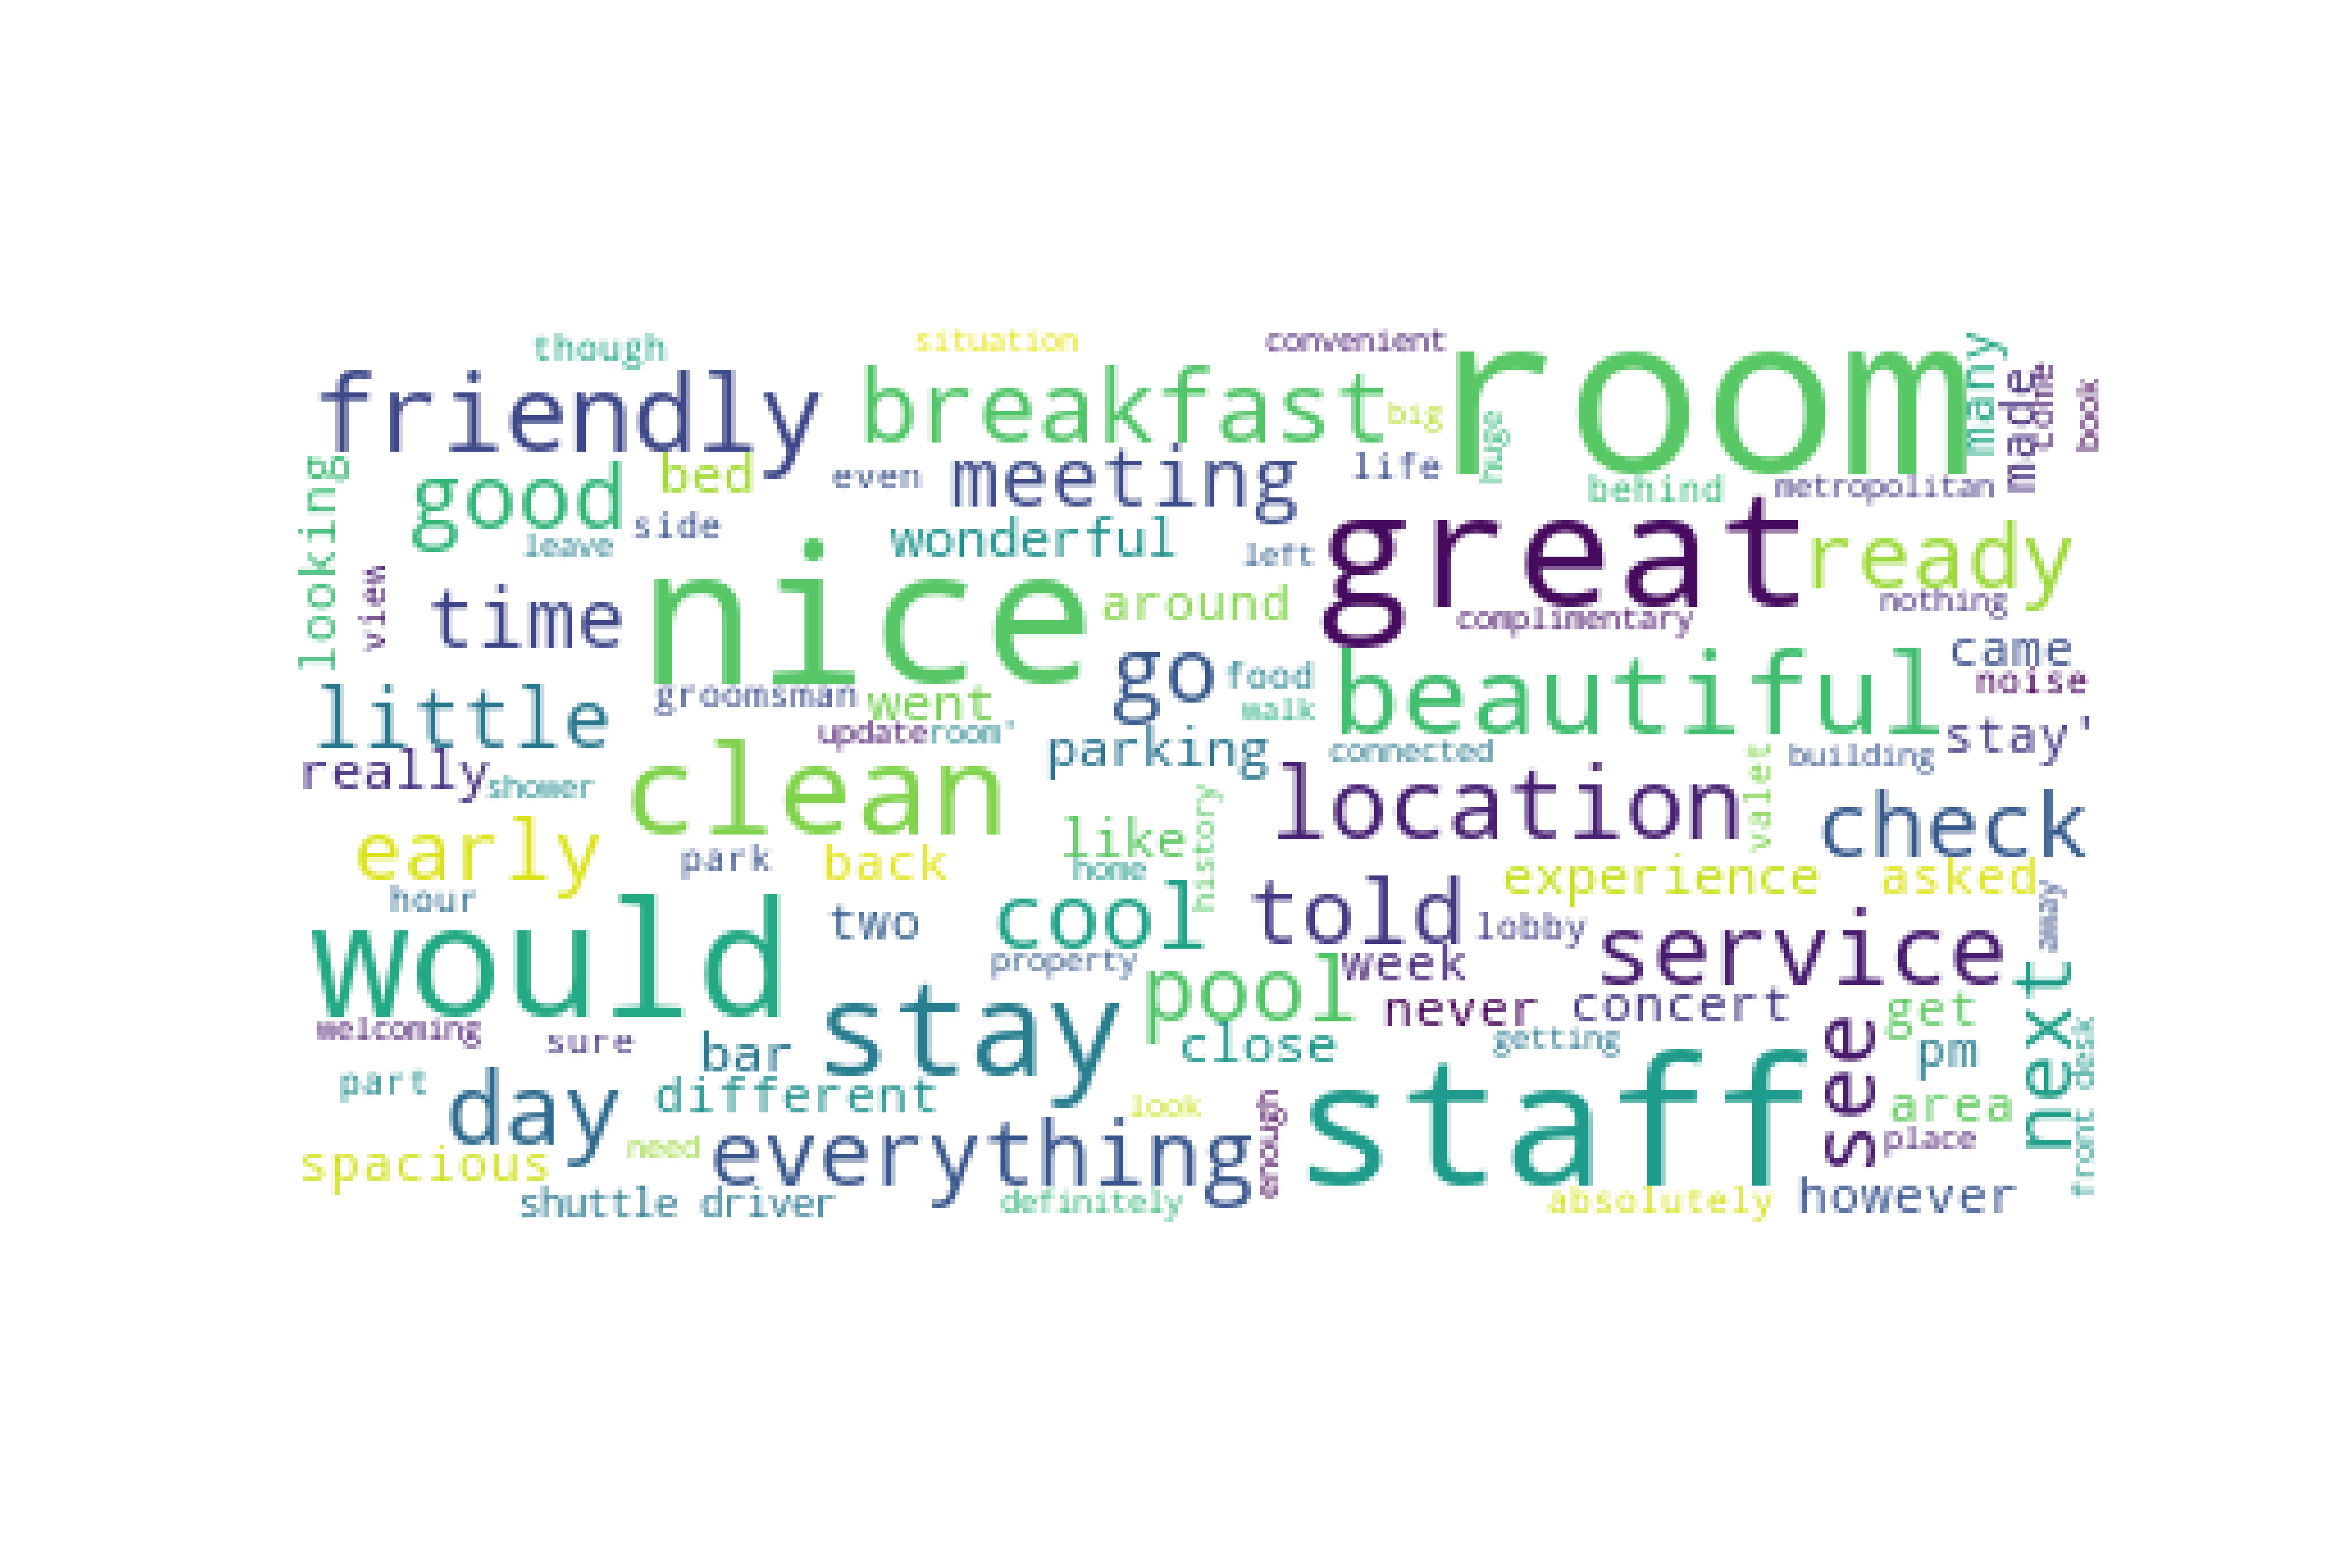 though
situation
convenient
room
many
made
come
book
friendly
breakfast
big
huge
looking
good
bed
even
meeting
life
behind
metropolitan
side
leave
wonderful
left
great
ready
nothing
view
time
nice
around
complimentary
came
noise
little
groomsman
went
go
food
walk
beautiful
stay'
update
room'
parking
connected
building
really
shower
clean
location
valet
check
early
park
back
like
home
history
experience
asked
hour
would
two
cool
told
lobby
service
away
property
week
pool
never
concert
get
next
welcoming
sure
bar
stay
close
getting
see
pm
front desk
part
day
different
look
enough
staff
area
place
spacious
need
everything
shuttle driver
definitely
absolutely
however